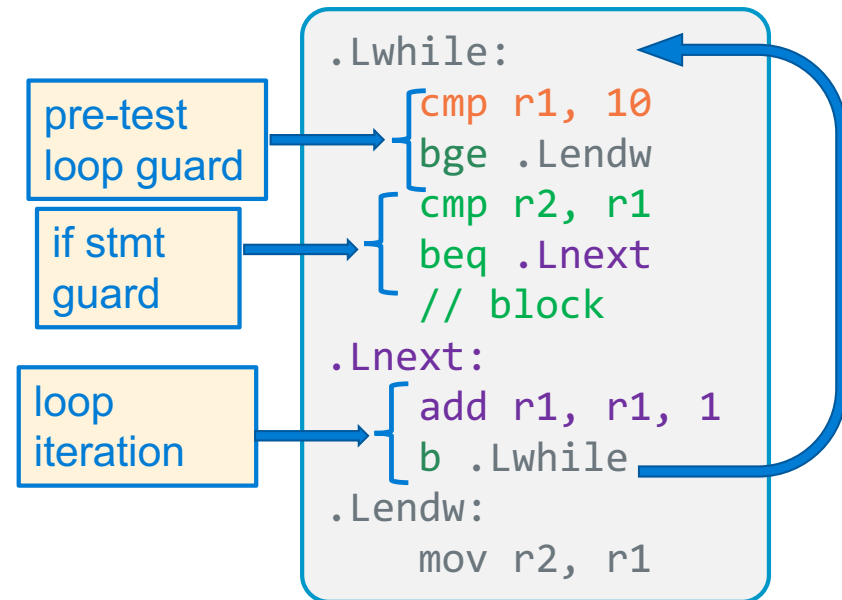 .Lwhile:
cmp r1, 10
pre-test
loop guard
bge .Lendw
cmp r2, r1
if stmt
guard
beq .Lnext
// block
.Lnext:
loop
iteration
add r1, r1, 1
b .Lwhile
.Lendw:
mov r2, r1